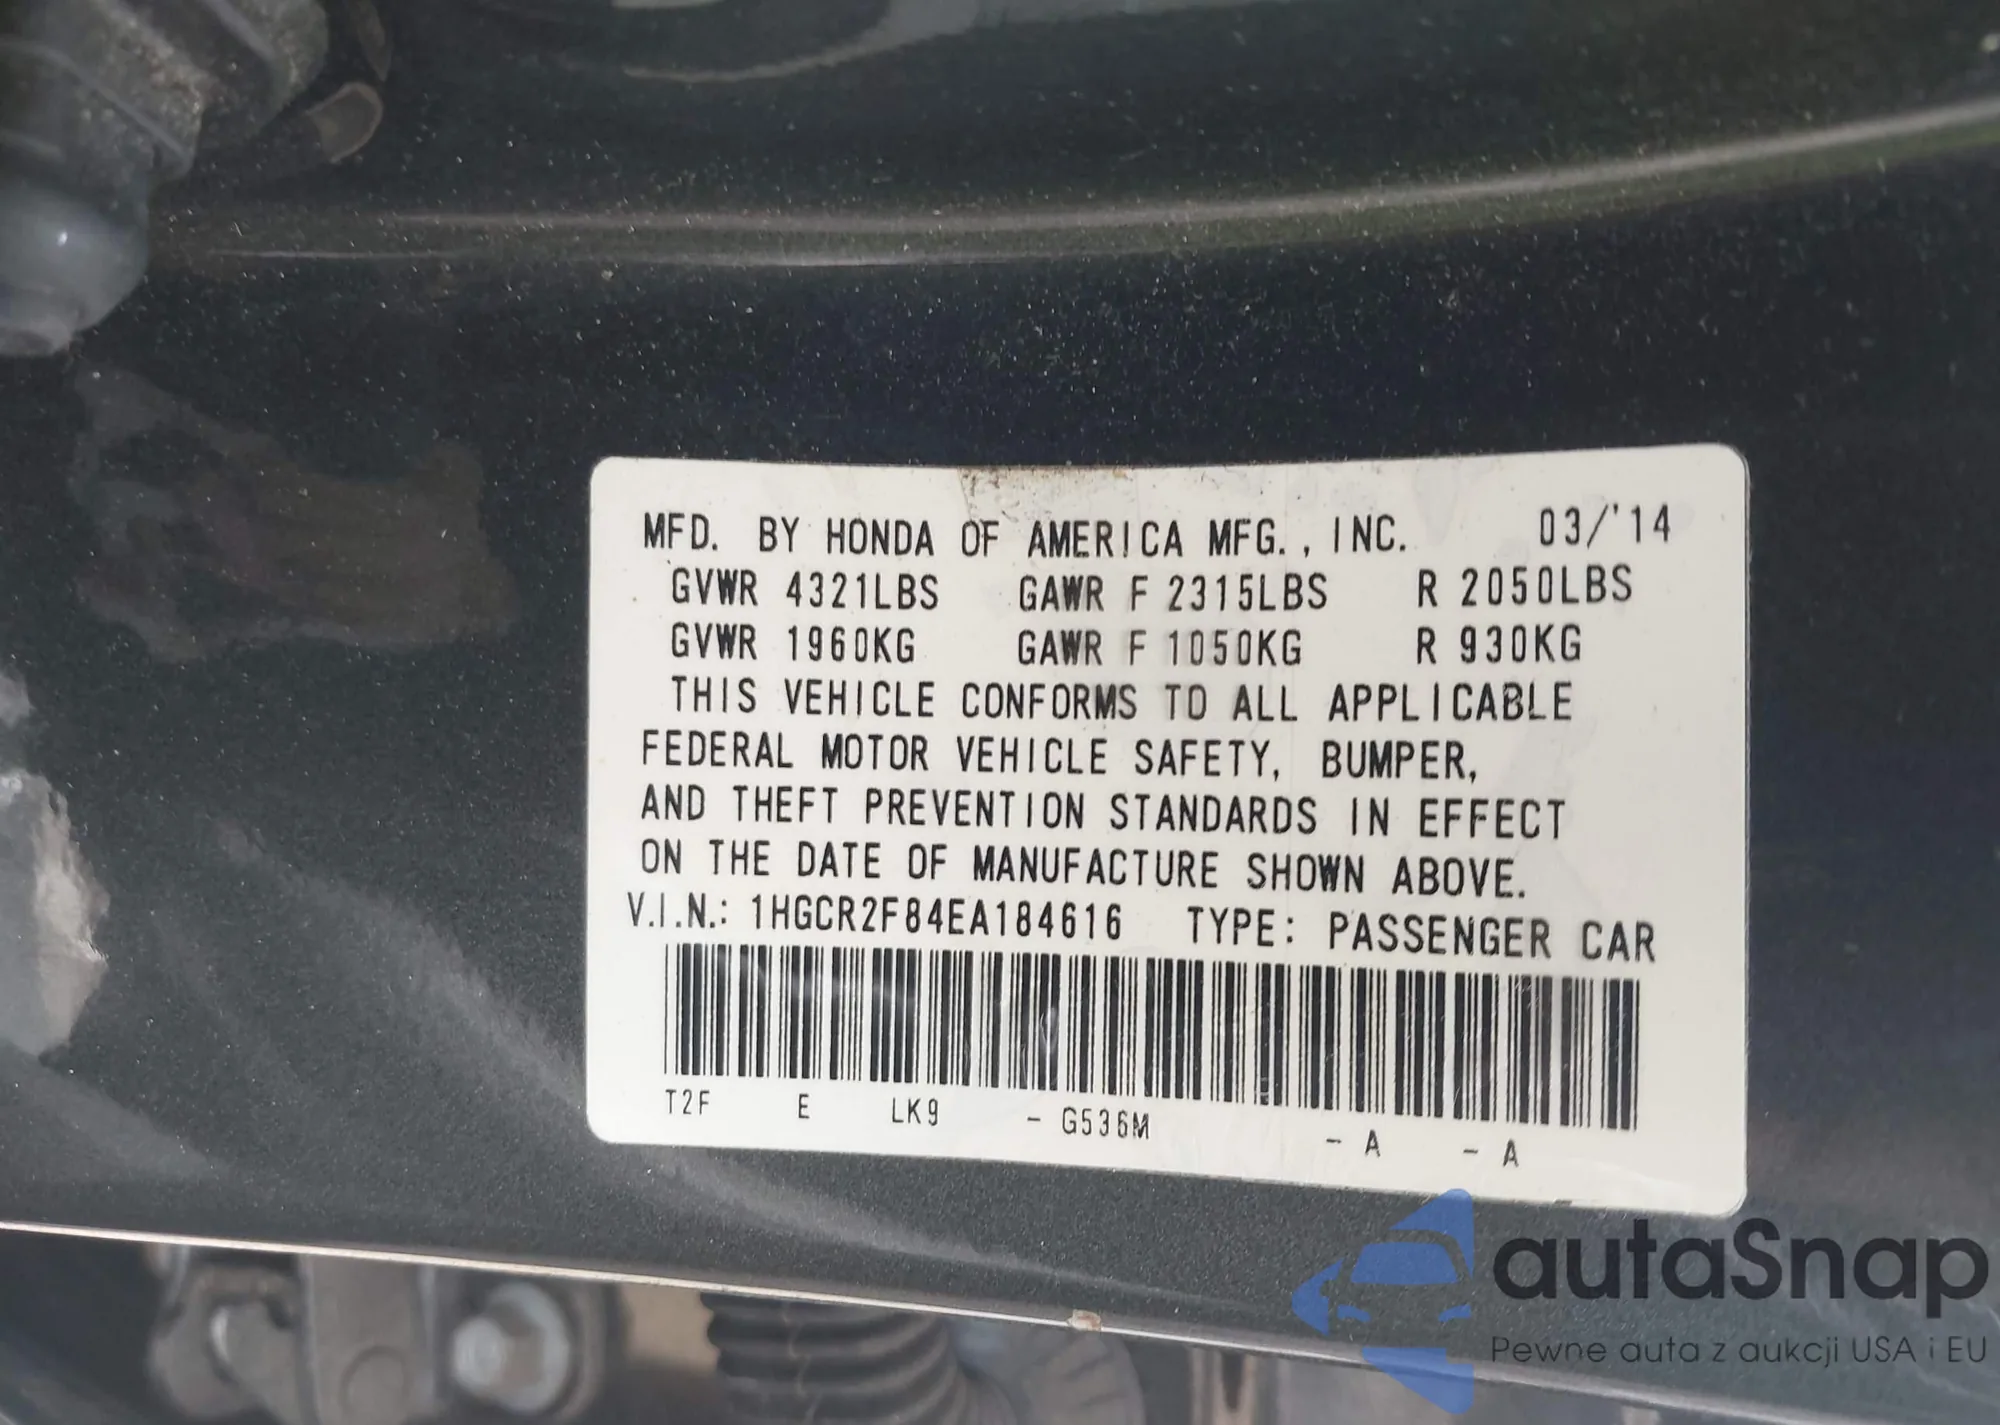 MFD. BY HONDA OF AMERICA MFG., INC. 03/'14
GVWR 4321LBS GAWR F 2315LBS R 2050LBS
GVWR 1960KG GAWR F 1050KG R 930KG
THIS VEHICLE CONFORMS TO ALL APPLICABLE
FEDERAL MOTOR VEHICLE SAFETY, BUMPER,
AND THEFT PREVENTION STANDARDS IN EFFECT
ON THE DATE OF MANUFACTURE SHOWN ABOVE.
V.I.N.: 1HGCR2F84EA184616 TYPE: PASSENGER CAR
T2F E LK9 - G536M - A - A
autaSnap
Pewne auta z aukcji USA i EU